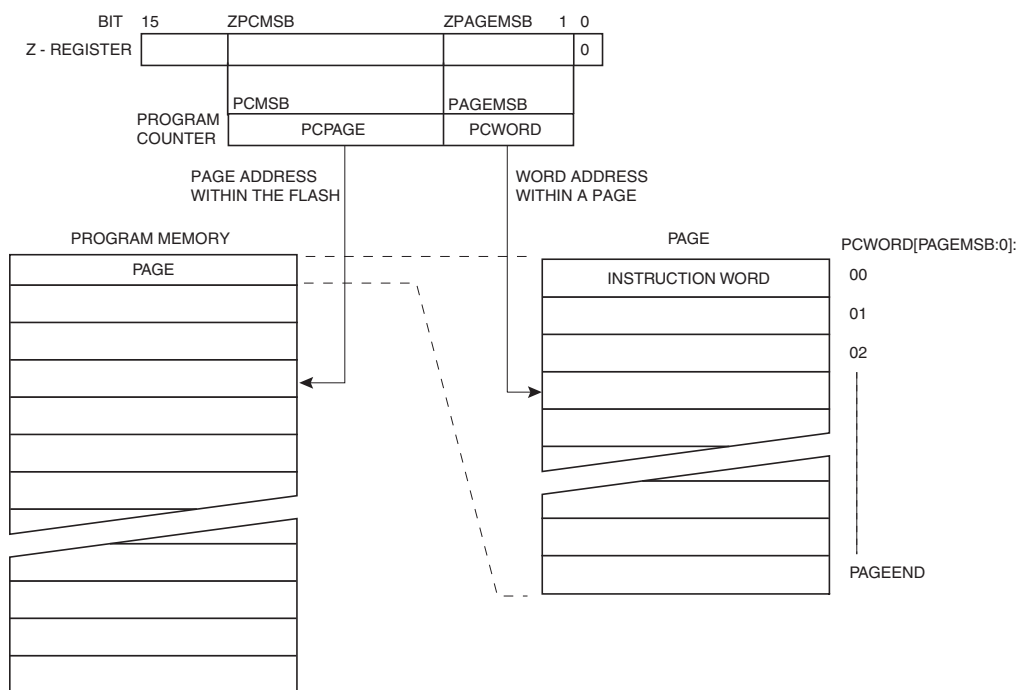 BIT 15 ZPCMSB ZPAGEMSB 1 0
Z - REGISTER 0
PCMSB PAGEMSB
PROGRAM
COUNTER
PCPAGE PCWORD
PAGE ADDRESS
WITHIN THE FLASH
WORD ADDRESS
WITHIN A PAGE
PROGRAM MEMORY
PAGE
PAGE
PCWORD[PAGEMSB:0]:
INSTRUCTION WORD
00
01
02
PAGEEND